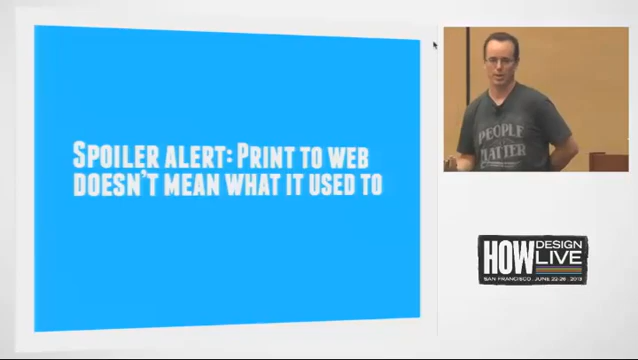 Spoiler alert: Print to web
doesn't mean what it used to
PEOPLE
MATTER
HOW DESIGN LIVE
SAN FRANCISCO, JUNE 22-26, 2013